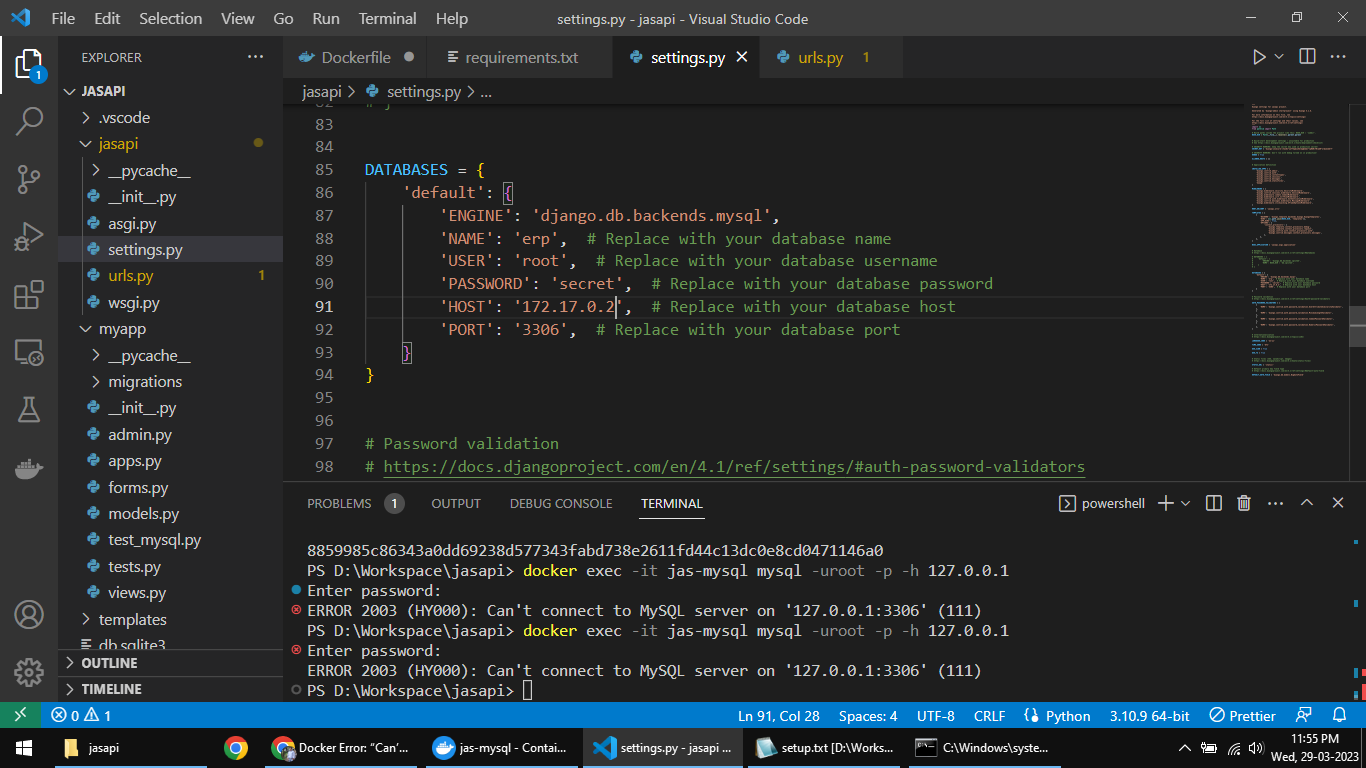 File Edit Selection View Go Run Terminal Help settings.py - jasapi - Visual Studio Code
EXPLORER
Dockerfile requirements.txt settings.py urls.py 1
1
JASAPI
jasapi > settings.py > ...
.vscode
jasapi
__pycache__
__init__.py
asgi.py
settings.py
urls.py 1
wsgi.py
myapp
__pycache__
migrations
__init__.py
admin.py
apps.py
forms.py
models.py
test_mysql.py
tests.py
views.py
templates
db.sqlite3
OUTLINE
TIMELINE
82
83
84
85 DATABASES = {
86 'default': {
87 'ENGINE': 'django.db.backends.mysql',
88 'NAME': 'erp', # Replace with your database name
89 'USER': 'root', # Replace with your database username
90 'PASSWORD': 'secret', # Replace with your database password
91 'HOST': '172.17.0.2', # Replace with your database host
92 'PORT': '3306', # Replace with your database port
93 }
94 }
95
96
97 # Password validation
98 # https://docs.djangoproject.com/en/4.1/ref/settings/#auth-password-validators
PROBLEMS 1 OUTPUT DEBUG CONSOLE TERMINAL powershell
8859985c86343a0dd69238d577343fabd738e2611fd44c13dc0e8cd0471146a0
PS D:\Workspace\jasapi> docker exec -it jas-mysql mysql -uroot -p -h 127.0.0.1
Enter password:
ERROR 2003 (HY000): Can't connect to MySQL server on '127.0.0.1:3306' (111)
PS D:\Workspace\jasapi> docker exec -it jas-mysql mysql -uroot -p -h 127.0.0.1
Enter password:
ERROR 2003 (HY000): Can't connect to MySQL server on '127.0.0.1:3306' (111)
PS D:\Workspace\jasapi>
0 1 Ln 91, Col 28 Spaces: 4 UTF-8 CRLF Python 3.10.9 64-bit Prettier
jasapi Docker Error: "Can'... jas-mysql - Contai... settings.py - jasapi ... setup.txt [D:\Works... C:\Windows\syste...
11:55 PM
Wed, 29-03-2023